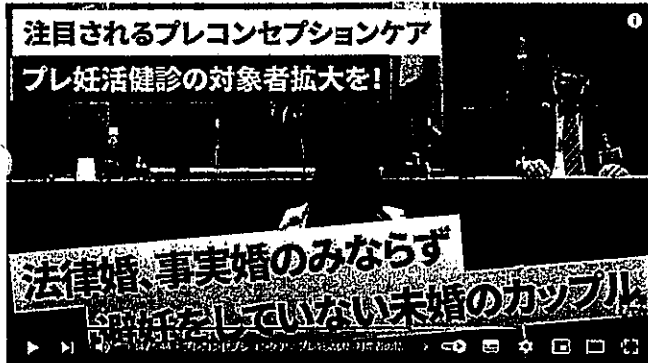 注目されるプレコンセプションケア
プレ妊活健診の対象者拡大を!
法律婚、事実婚のみならず
避妊をしていない未婚のカップル